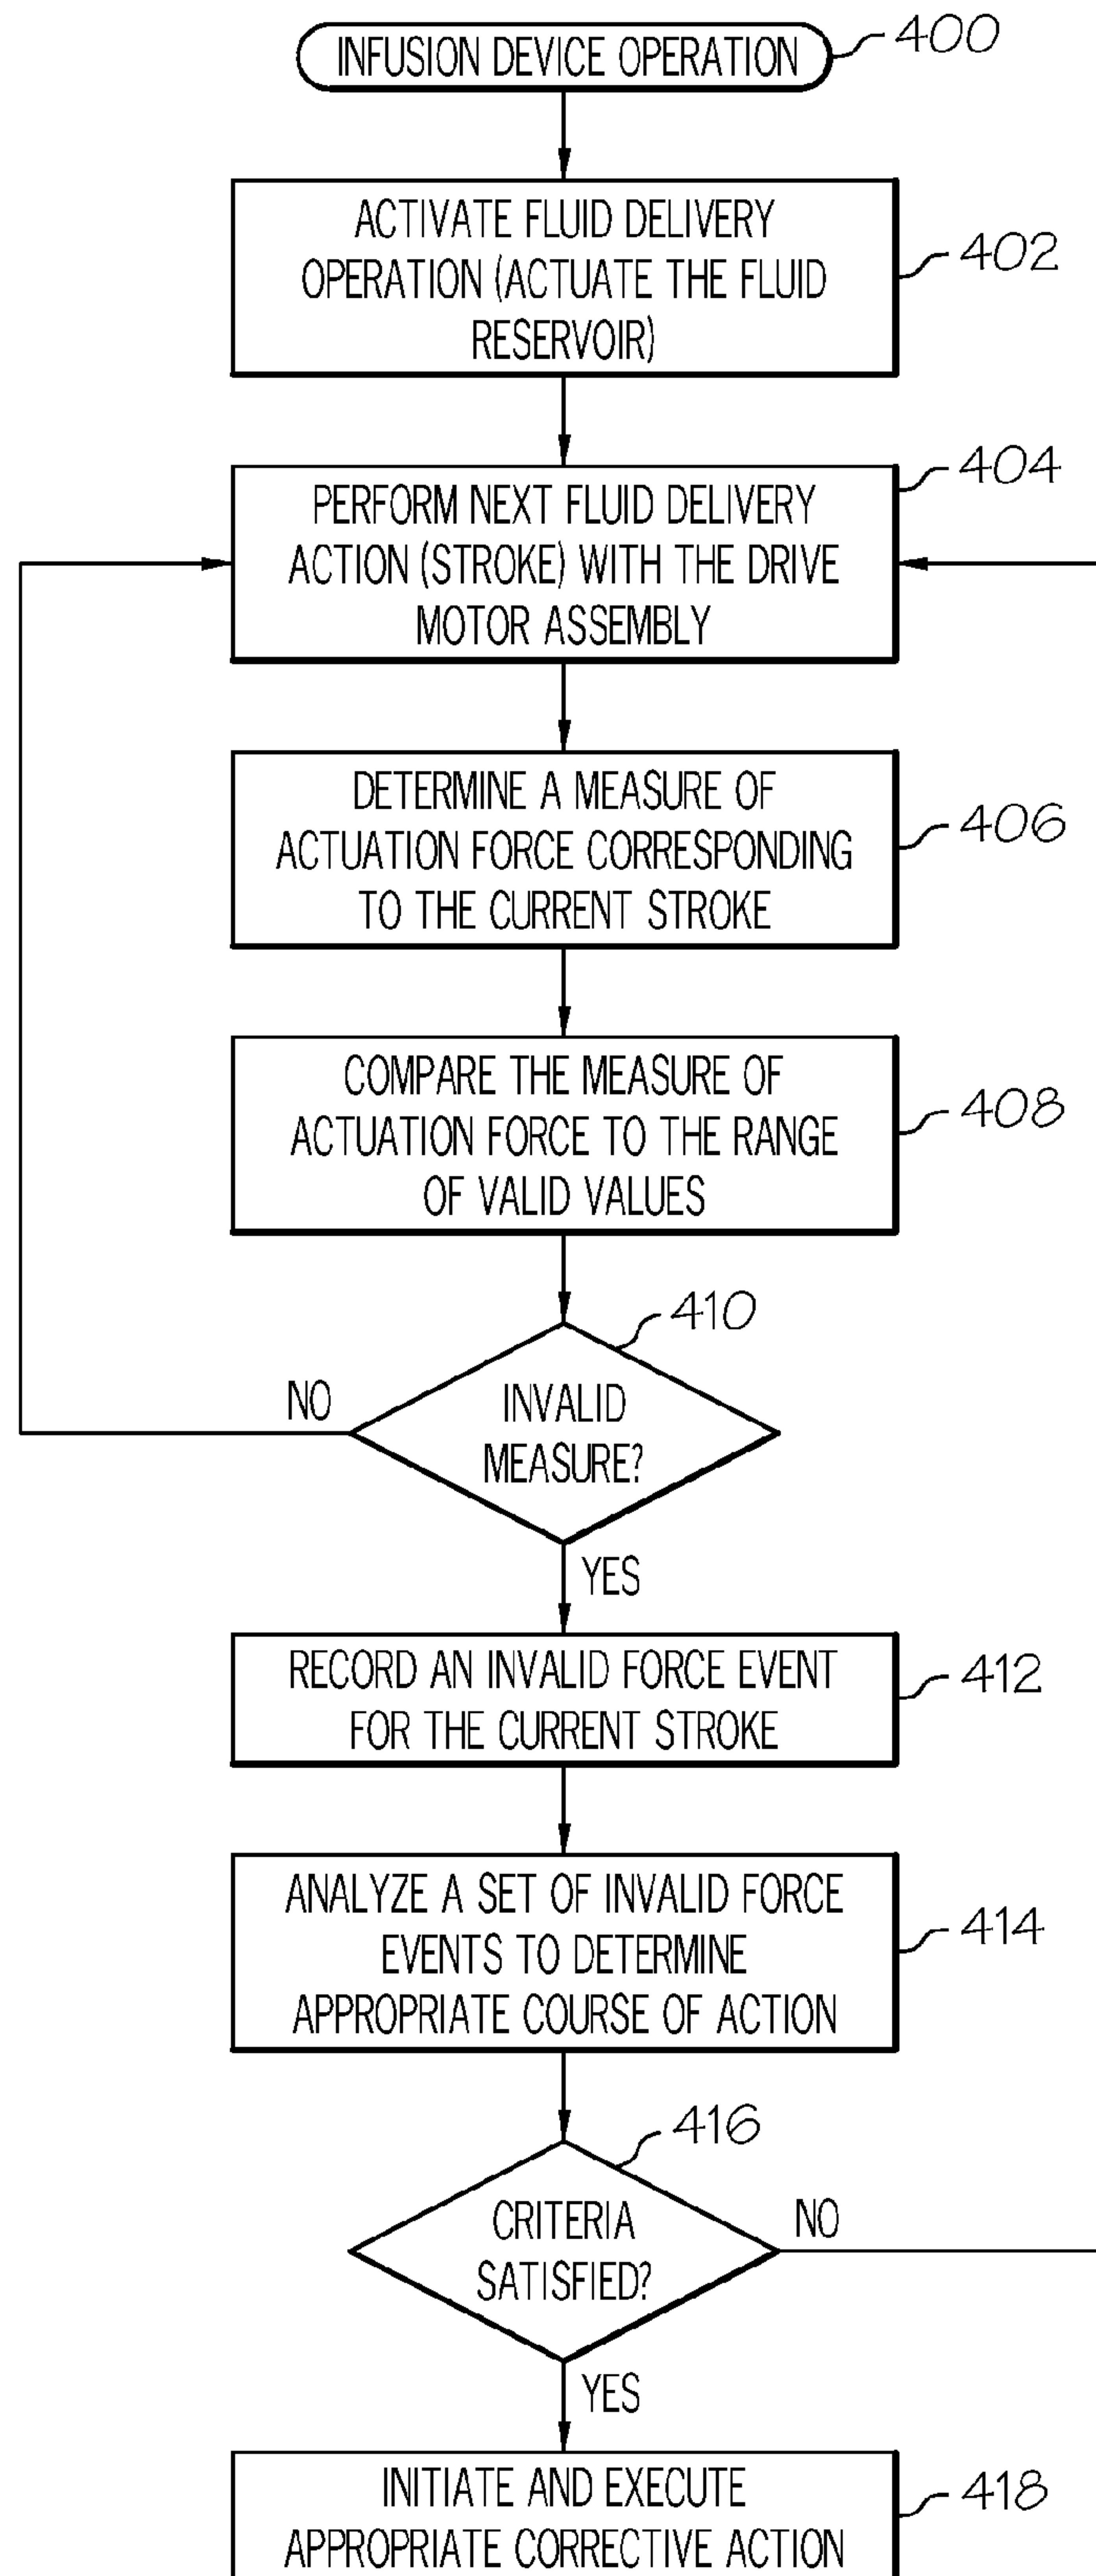 INFUSION DEVICE OPERATION
400
ACTIVATE FLUID DELIVERY
OPERATION (ACTUATE THE FLUID
RESERVOIR)
402
PERFORM NEXT FLUID DELIVERY
ACTION (STROKE) WITH THE DRIVE
MOTOR ASSEMBLY
404
DETERMINE A MEASURE OF
ACTUATION FORCE CORRESPONDING
TO THE CURRENT STROKE
406
COMPARE THE MEASURE OF
ACTUATION FORCE TO THE RANGE
OF VALID VALUES
408
410
INVALID
MEASURE?
NO
YES
RECORD AN INVALID FORCE EVENT
FOR THE CURRENT STROKE
412
ANALYZE A SET OF INVALID FORCE
EVENTS TO DETERMINE
APPROPRIATE COURSE OF ACTION
414
416
CRITERIA
SATISFIED?
NO
YES
INITIATE AND EXECUTE
APPROPRIATE CORRECTIVE ACTION
418